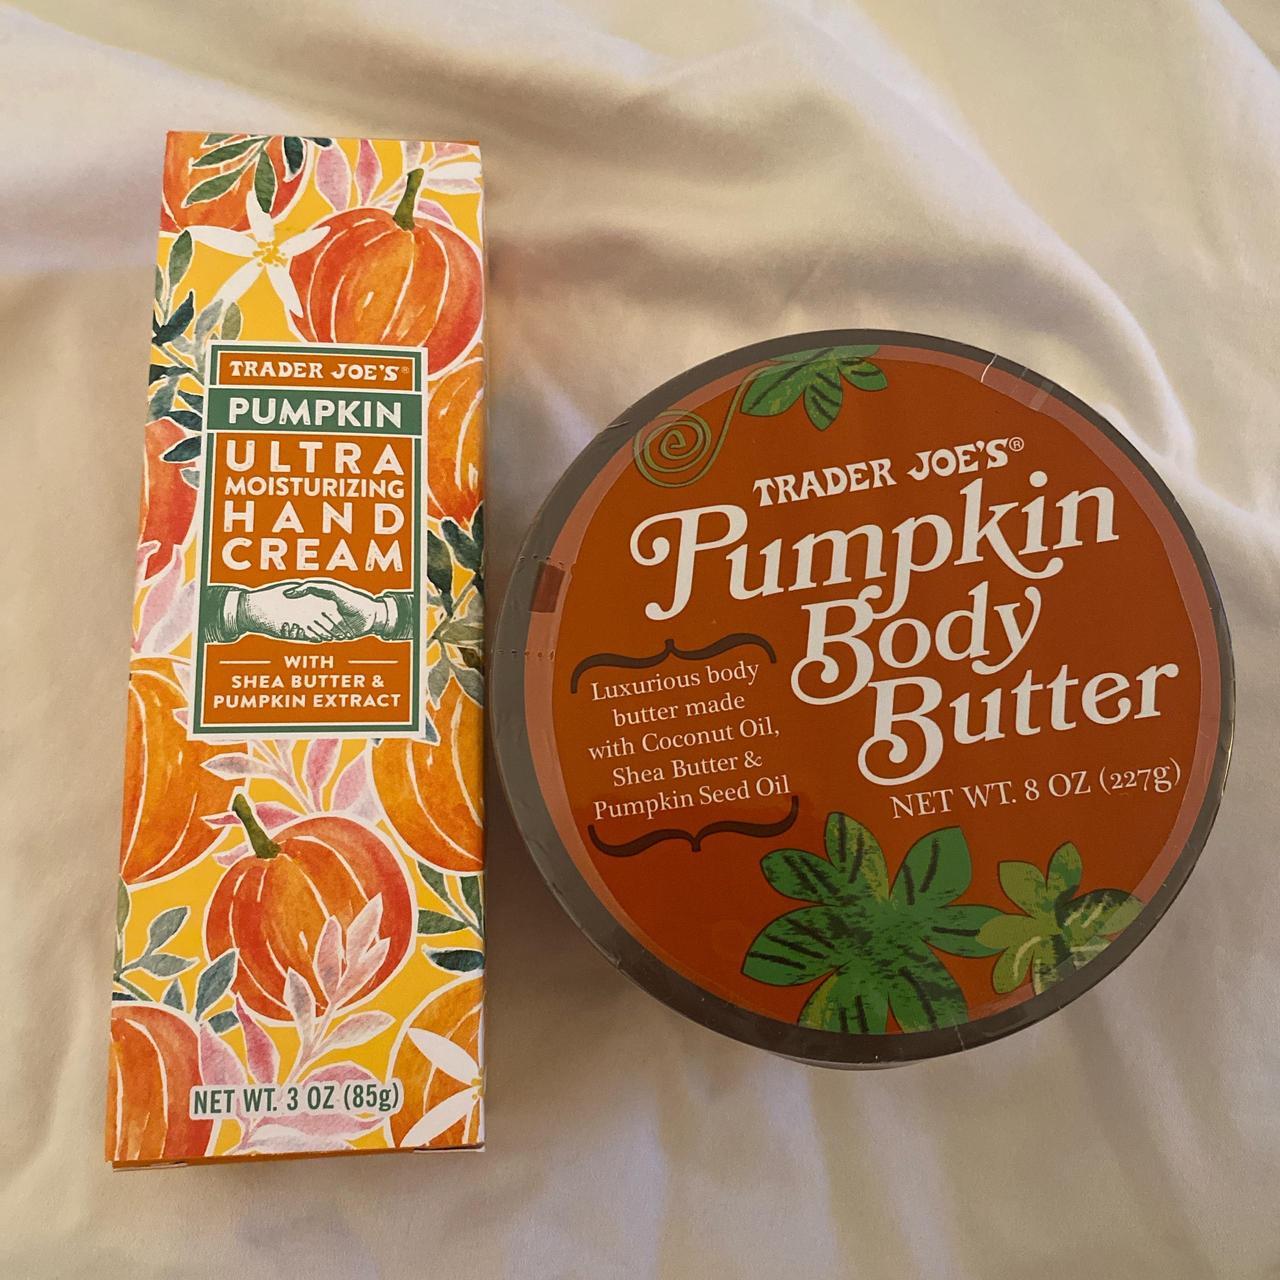 TRADER JOE'S®
PUMPKIN
ULTRA
MOISTURIZING
HAND
CREAM
WITH
SHEA BUTTER &
PUMPKIN EXTRACT
NET WT. 3 OZ (85g)
TRADER JOE'S®
Pumpkin
Body
Butter
Luxurious body
butter made
with Coconut Oil,
Shea Butter &
Pumpkin Seed Oil
NET WT. 8 OZ (227g)